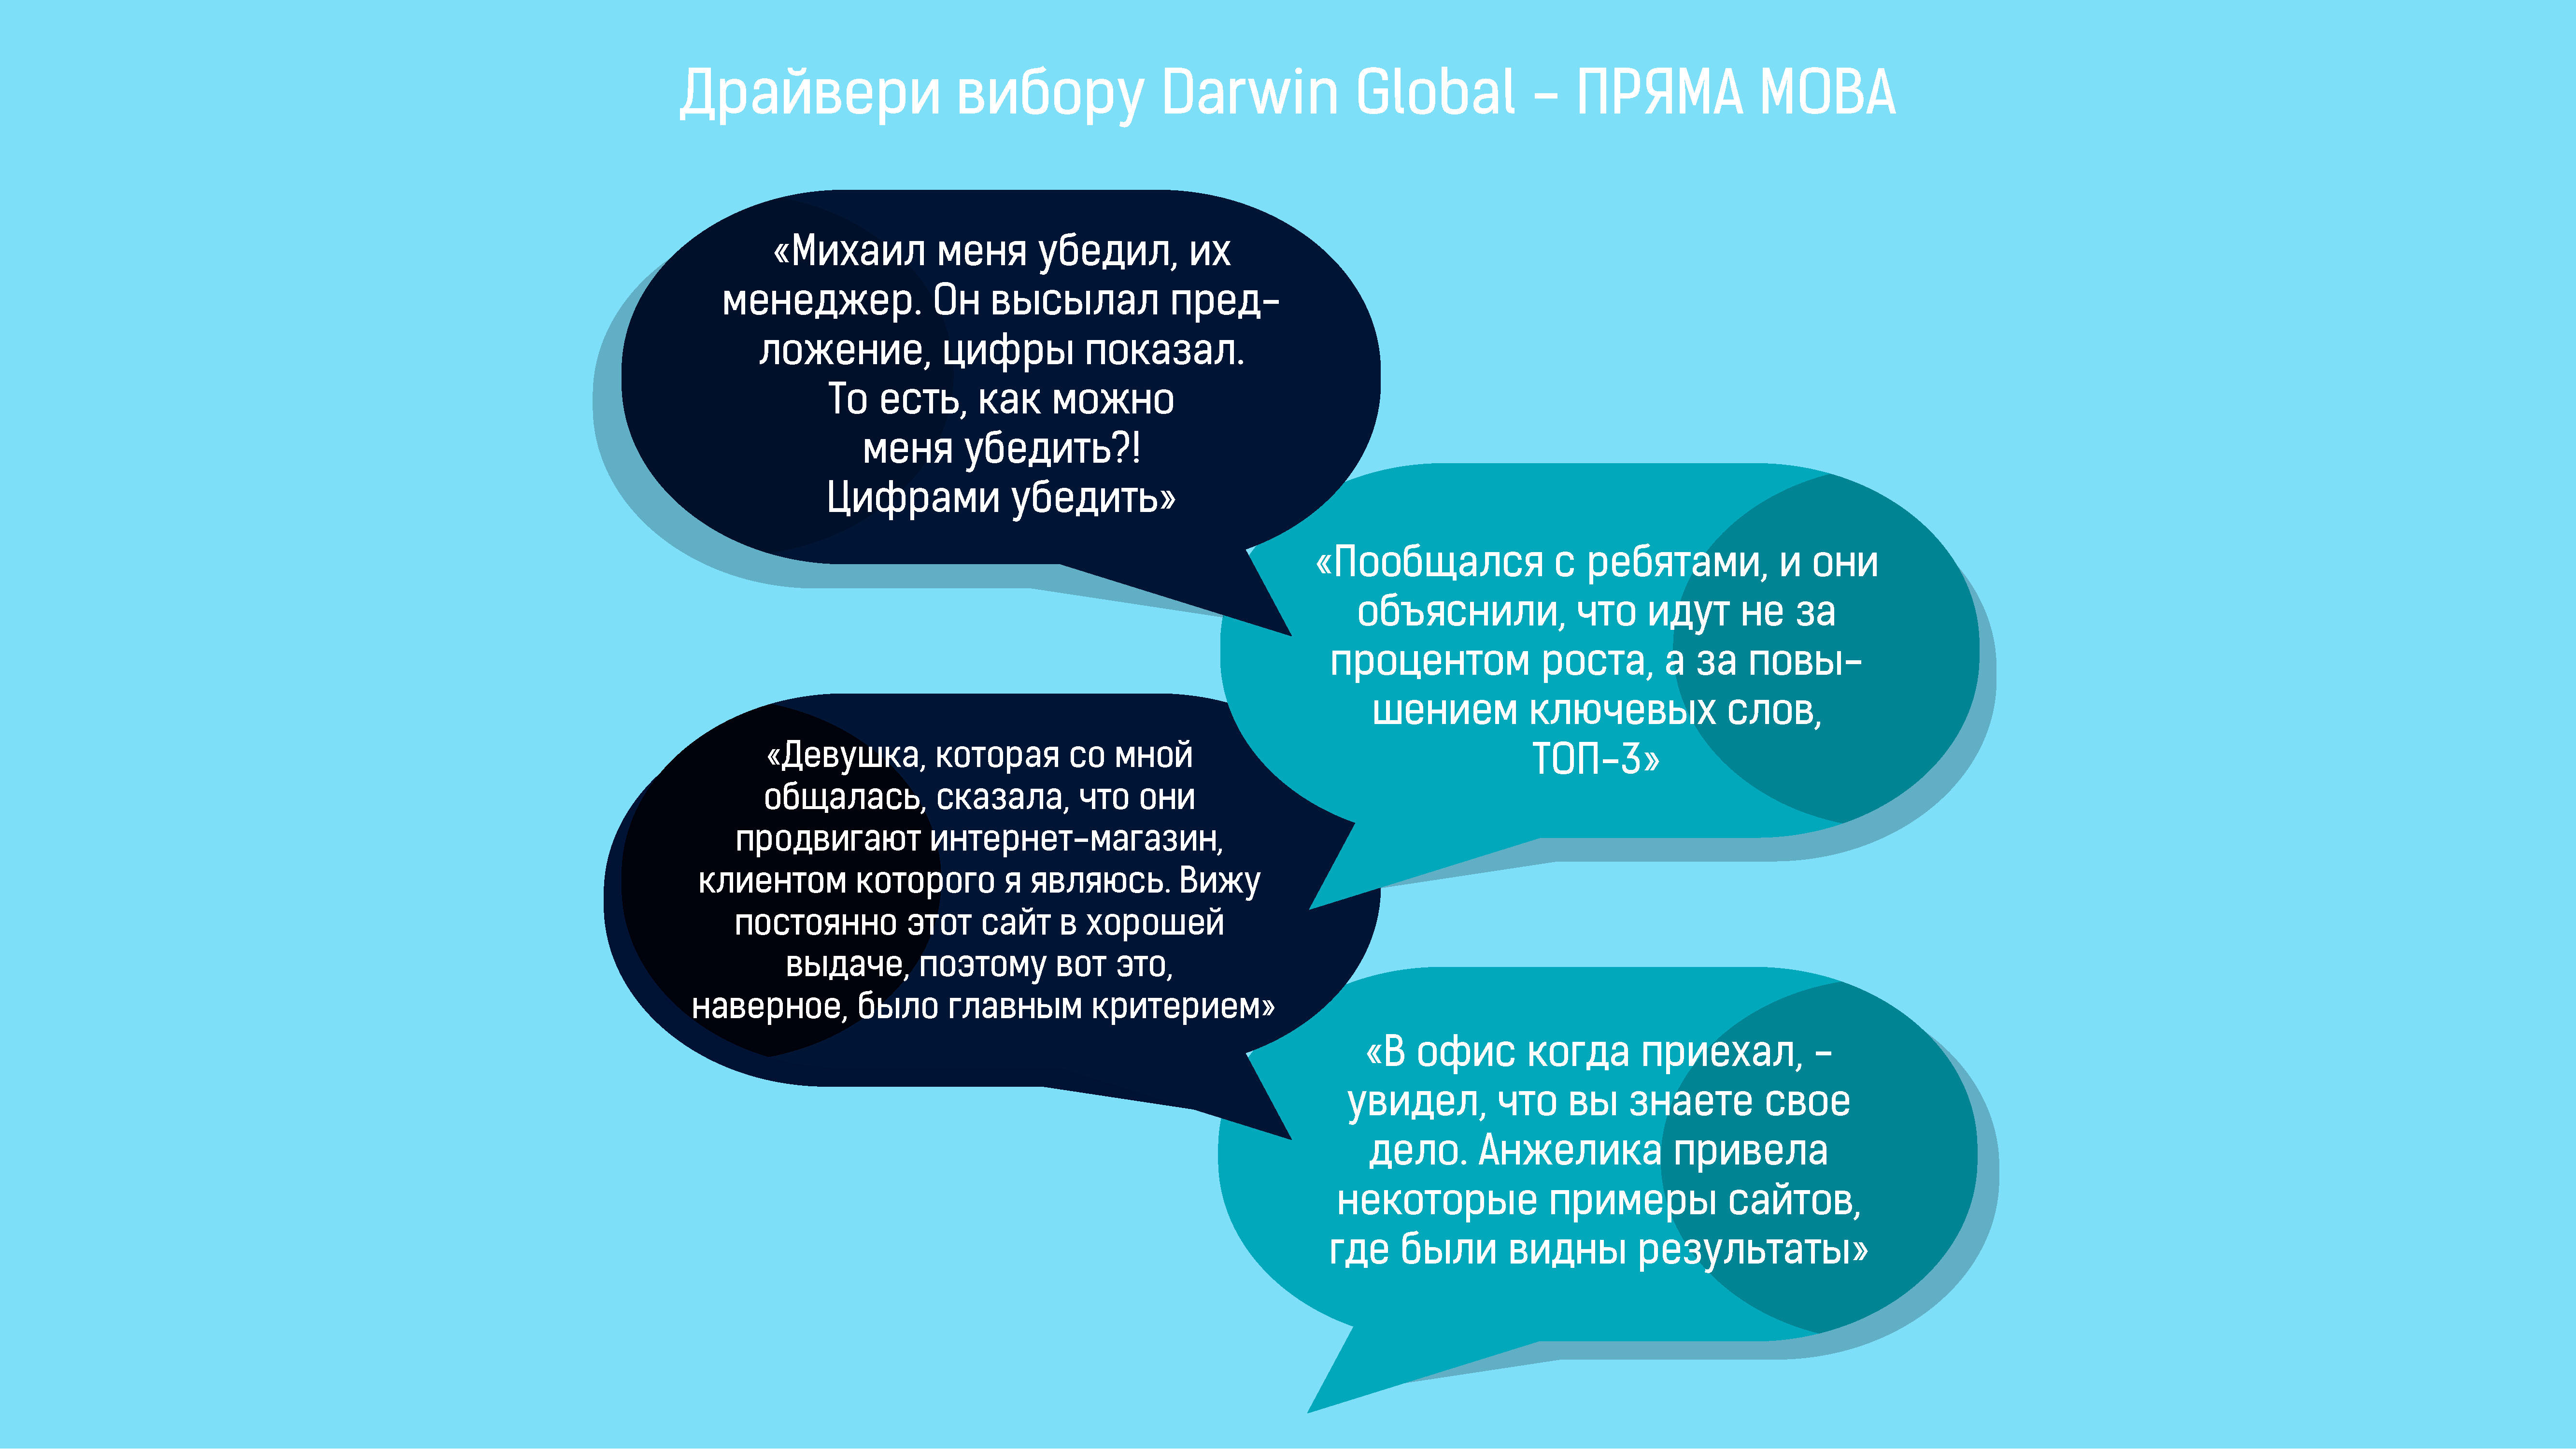 Драйвери вибору Darwin Global - ПРЯМА МОВА
«Михаил меня убедил, их
менеджер. Он высылал пред-
ложение, цифры показал.
То есть, как можно
меня убедить?!
Цифрами убедить»
«Пообщался с ребятами, и они
объяснили, что идут не за
процентом роста, а за повы-
шением ключевых слов,
ТОП-3»
«Девушка, которая со мной
общалась, сказала, что они
продвигают интернет-магазин,
клиентом которого я являюсь. Вижу
постоянно этот сайт в хорошей
выдаче, поэтому вот это,
наверное, было главным критерием»
«В офис когда приехал, -
увидел, что вы знаете свое
дело. Анжелика привела
некоторые примеры сайтов,
где были видны результаты»